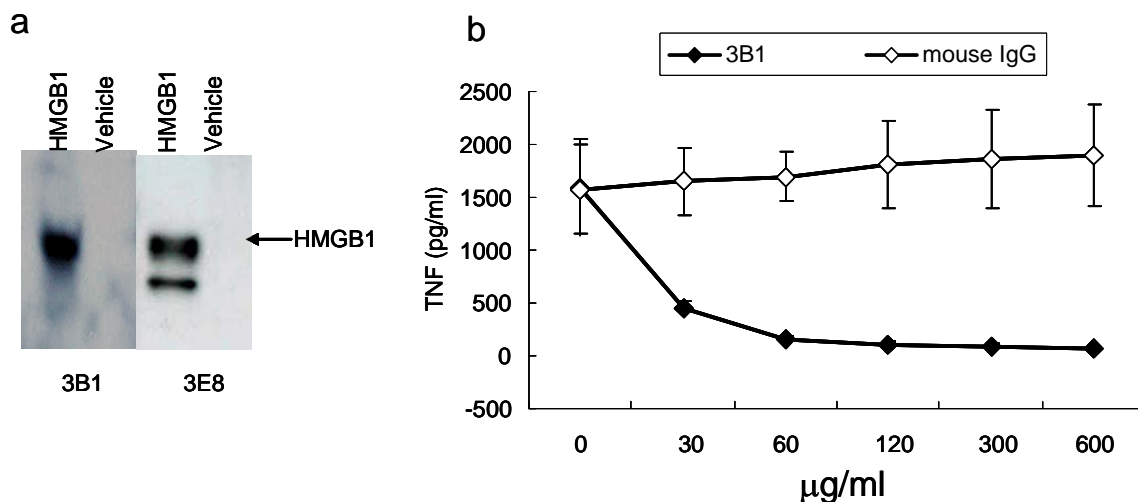 a
HMGB1
Vehicle
HMGB1
Vehicle
HMGB1
3B1
3E8
b
3B1
mouse IgG
TNF (pg/ml)
2500
2000
1500
1000
500
0
-500
0 30 60 120 300 600
μg/ml